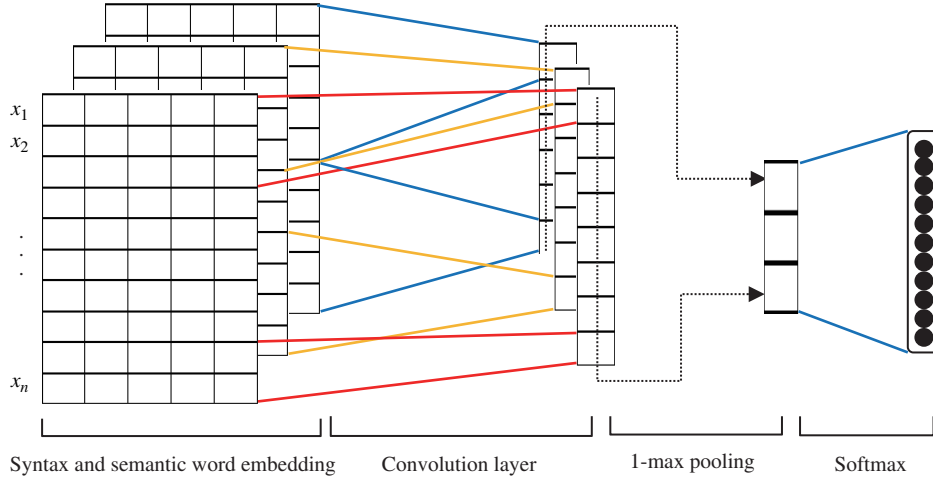 x1
x2
.
.
.
xn
Syntax and semantic word embedding
Convolution layer
1-max pooling
Softmax